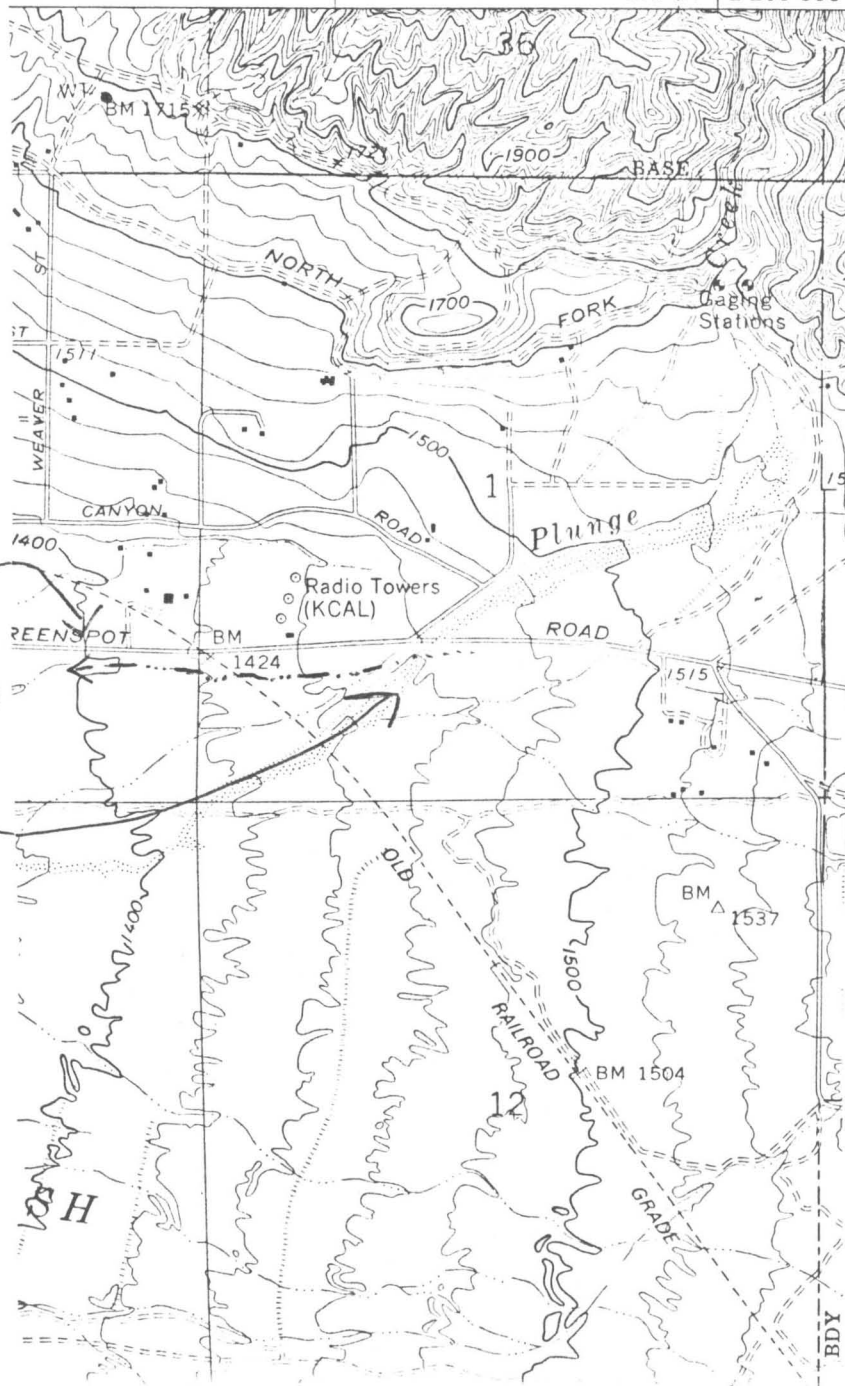 36
WT
BM 1715
1900
BASE
Creek
NORTH
1700
FORK
Gaging
Stations
ST
ST
1511
WEAVER
1500
1
15
CANYON
ROAD
Plunge
1400
Radio Towers
(KCAL)
REENSPOT
BM
1424
ROAD
1515
OLD
BM
1537
1400
1500
RAILROAD
BM 1504
12
S H
GRADE
BDY